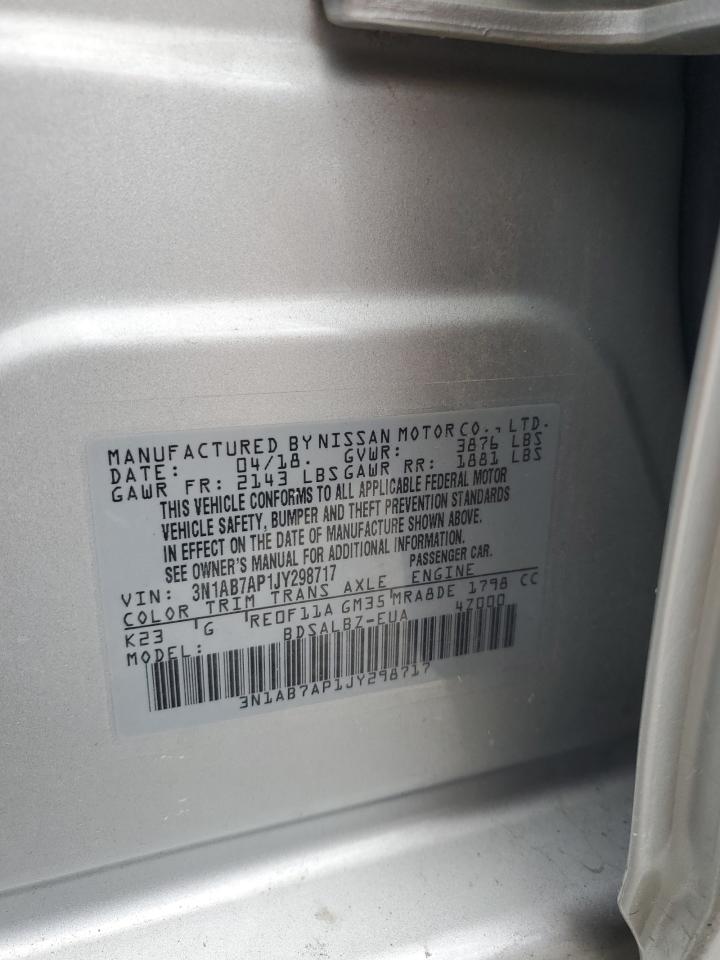 MANUFACTURED BY NISSAN MOTOR CO., LTD.
DATE: 04/18. GVWR: 3876 LBS
GAWR FR: 2143 LBS GAWR RR: 1881 LBS
THIS VEHICLE CONFORMS TO ALL APPLICABLE FEDERAL MOTOR
VEHICLE SAFETY, BUMPER AND THEFT PREVENTION STANDARDS
IN EFFECT ON THE DATE OF MANUFACTURE SHOWN ABOVE.
SEE OWNER'S MANUAL FOR ADDITIONAL INFORMATION.
VIN: 3N1AB7AP1JY298717 PASSENGER CAR.
COLOR TRIM TRANS AXLE ENGINE
K23 G RE0F11A GM35 MRA8DE 1798 CC
MODEL: BDSALBZ-EUA 4Z000
3N1AB7AP1JY298717